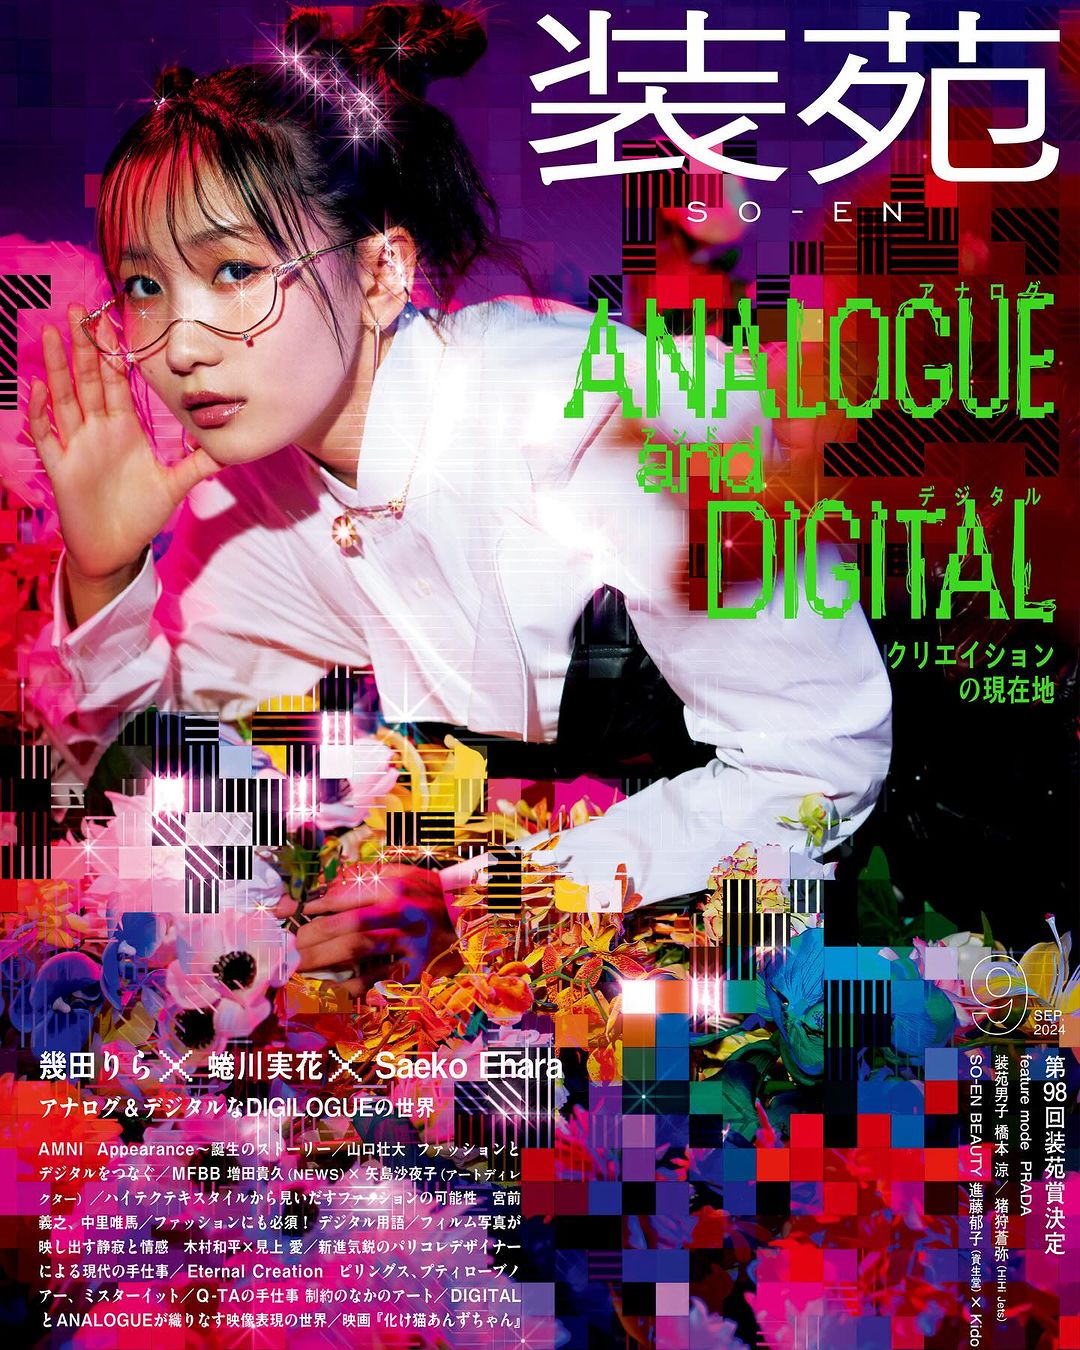 装苑
SO-EN
アナログ
ANALOGUE
アンド
and
デジタル
DIGITAL
クリエイション
の現在地
9
SEP.
2024
第98回装苑賞決定
feature mode PRADA
装苑男子 橋本 涼／猪狩蒼弥(HiHi Jets)
SO-EN BEAUTY 進藤郁子(資生堂)×Kido
幾田りら×蜷川実花×Saeko Ehara
アナログ&デジタルなDIGILOGUEの世界
AMNI Appearance〜誕生のストーリー／山口壮大 ファッションと
デジタルをつなぐ／MFBB 増田貴久(NEWS)×矢島沙夜子(アートディレ
クター)／ハイテクテキスタイルから見いだすファッションの可能性 宮前
義之、中里唯馬／ファッションにも必須！ デジタル用語／フィルム写真が
映し出す静寂と情感 木村和平×見上 愛／新進気鋭のパリコレデザイナー
による現代の手仕事／Eternal Creation ビリングス、プティローブノ
アー、ミスターイット／Q-TAの手仕事 制約のなかのアート／DIGITAL
とANALOGUEが織りなす映像表現の世界／映画『化け猫あんずちゃん』